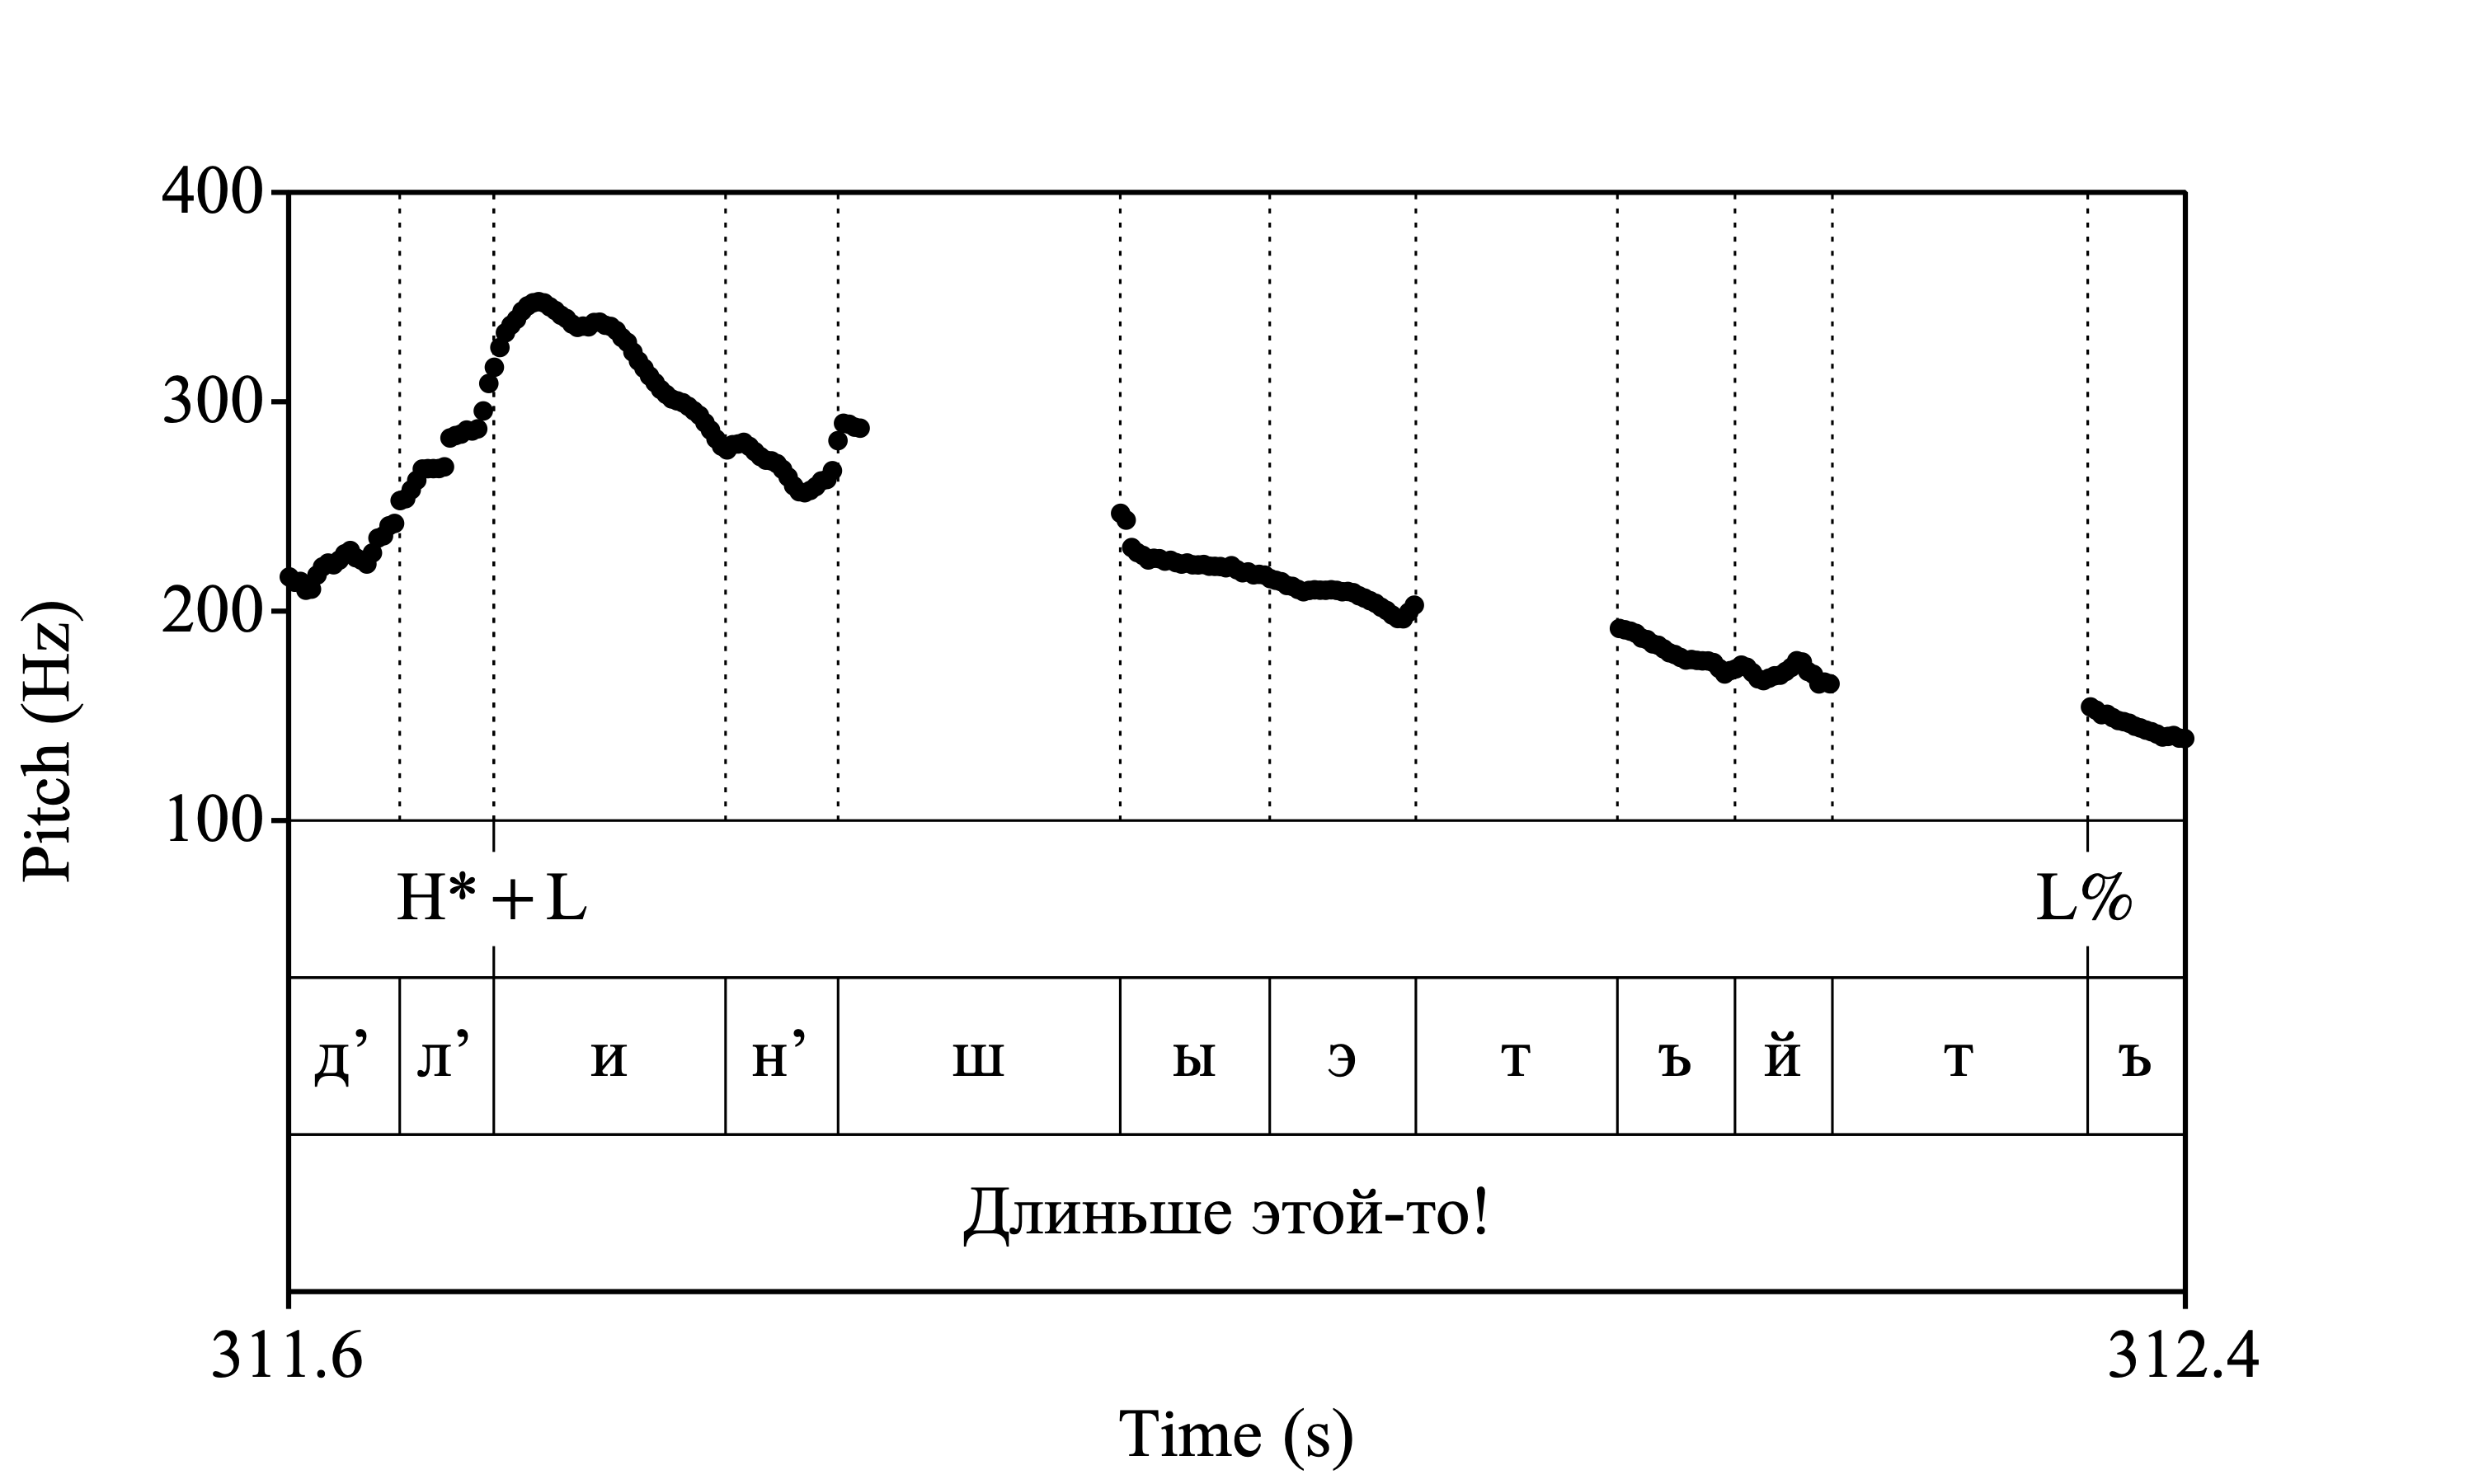 400
300
200
100
Pitch (Hz)
H* + L L%
д’ л’ и н’ ш ы э т ъ й т ъ
Длиньше этой-то!
311.6 312.4
Time (s)